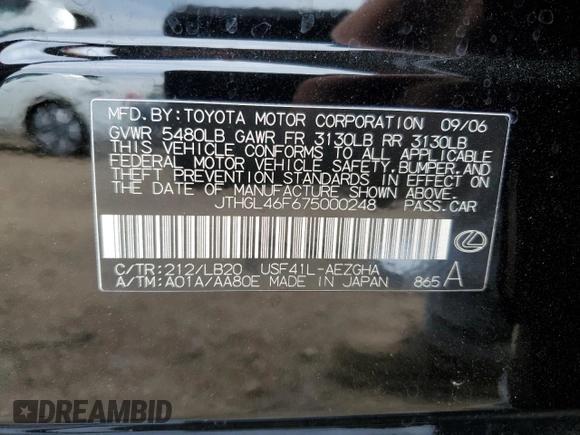 MFD. BY: TOYOTA MOTOR CORPORATION 09/06
GVWR 5480LB GAWR FR 3130LB RR 3130LB
THIS VEHICLE CONFORMS TO ALL APPLICABLE
FEDERAL MOTOR VEHICLE SAFETY,BUMPER,AND
THEFT PREVENTION STANDARDS IN EFFECT ON
THE DATE OF MANUFACTURE SHOWN ABOVE.
JTHGL46F675000248 PASS.CAR
C/TR:212/LB20 USF41L-AEZGHA
A/TM:A01A/AA80E MADE IN JAPAN 865 A
DREAMBID